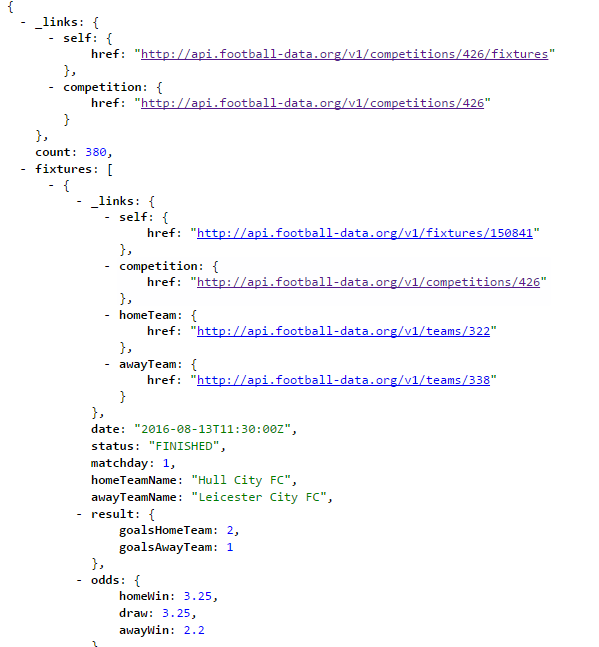 {
- _links: {
- self: {
href: "http://api.football-data.org/v1/competitions/426/fixtures"
},
- competition: {
href: "http://api.football-data.org/v1/competitions/426"
}
},
count: 380,
- fixtures: [
- {
- _links: {
- self: {
href: "http://api.football-data.org/v1/fixtures/150841"
},
- competition: {
href: "http://api.football-data.org/v1/competitions/426"
},
- homeTeam: {
href: "http://api.football-data.org/v1/teams/322"
},
- awayTeam: {
href: "http://api.football-data.org/v1/teams/338"
}
},
date: "2016-08-13T11:30:00Z",
status: "FINISHED",
matchday: 1,
homeTeamName: "Hull City FC",
awayTeamName: "Leicester City FC",
- result: {
goalsHomeTeam: 2,
goalsAwayTeam: 1
},
- odds: {
homeWin: 3.25,
draw: 3.25,
awayWin: 2.2
}